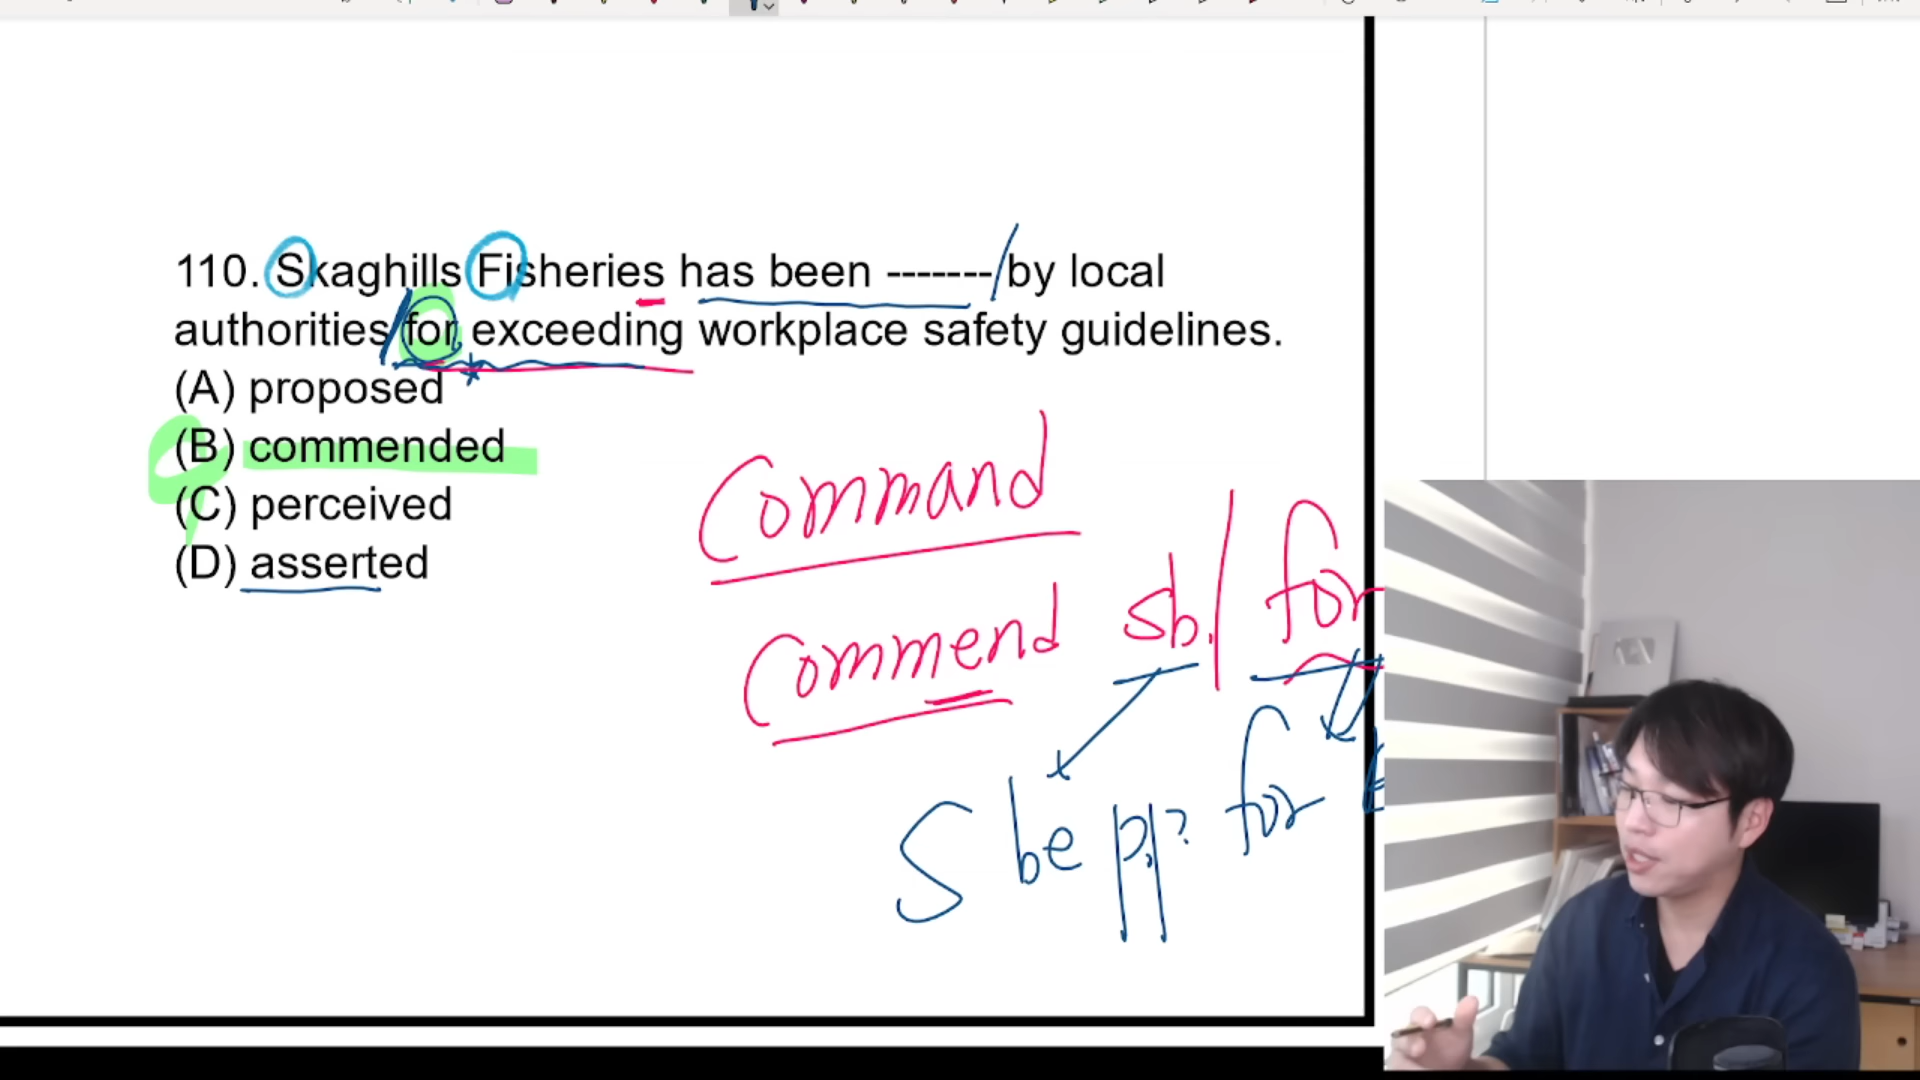 110. Skaghills Fisheries has been ------- by local
authorities for exceeding workplace safety guidelines.
(A) proposed
(B) commended
(C) perceived
(D) asserted
Command
Commend sb. / for
S be p.p? for